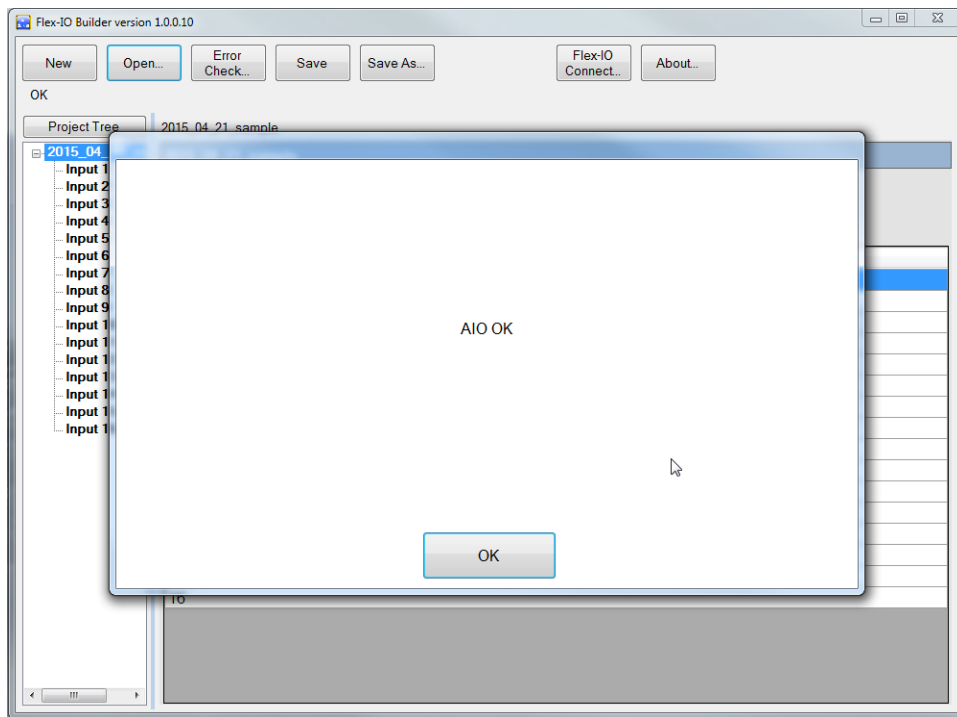 Flex-IO Builder version 1.0.0.10
New
Open...
Error
Check...
Save
Save As...
Flex-IO
Connect...
About...
OK
Project Tree
2015_04_21_sample
2015_04_
Input 1
Input 2
Input 3
Input 4
Input 5
Input 6
Input 7
Input 8
Input 9
Input 1
Input 1
Input 1
Input 1
Input 1
Input 1
Input 1
AIO OK
OK
16